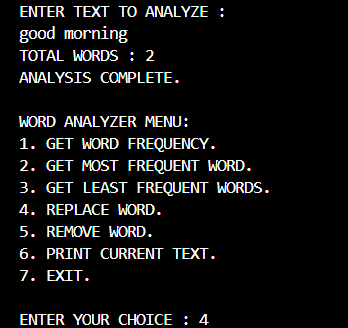 ENTER TEXT TO ANALYZE :
good morning
TOTAL WORDS : 2
ANALYSIS COMPLETE.
WORD ANALYZER MENU:
1. GET WORD FREQUENCY.
2. GET MOST FREQUENT WORD.
3. GET LEAST FREQUENT WORDS.
4. REPLACE WORD.
5. REMOVE WORD.
6. PRINT CURRENT TEXT.
7. EXIT.
ENTER YOUR CHOICE : 4